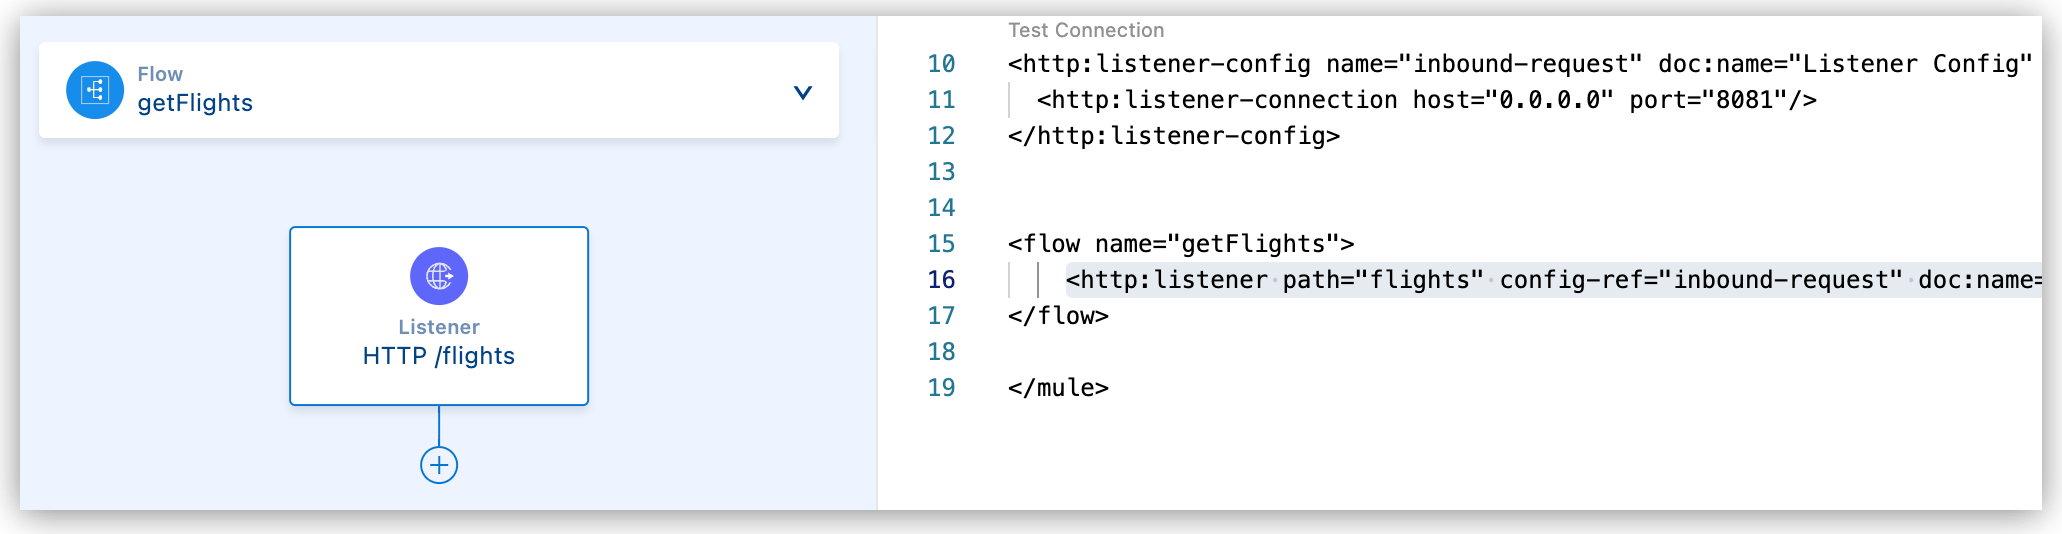 Flow
getFlights
Listener
HTTP /flights
Test Connection
10 <http:listener-config name="inbound-request" doc:name="Listener Config"
11 <http:listener-connection host="0.0.0.0" port="8081"/>
12 </http:listener-config>
13
14
15 <flow name="getFlights">
16 <http:listener path="flights" config-ref="inbound-request" doc:name=
17 </flow>
18
19 </mule>